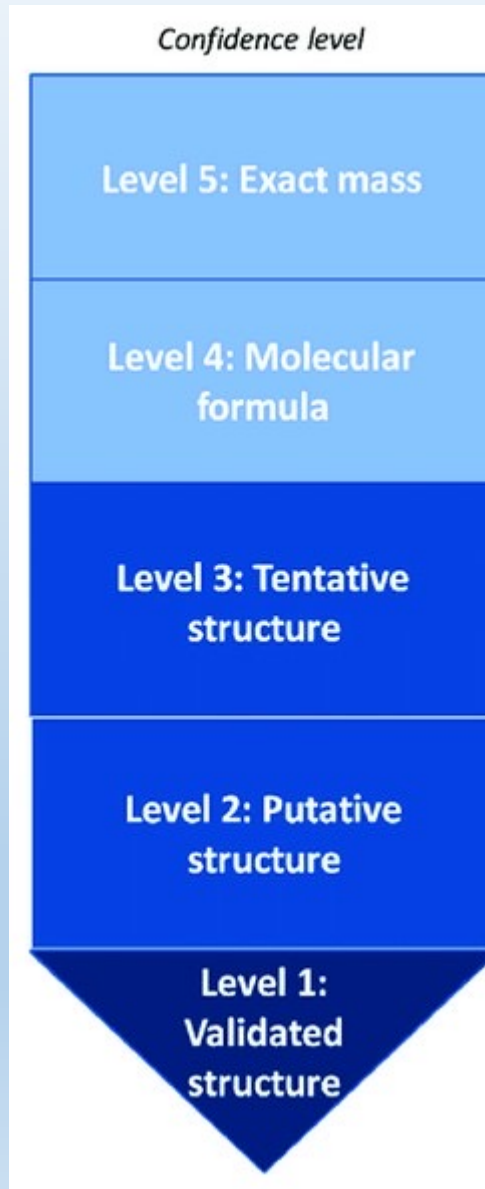 Confidence level
Level 5: Exact mass
Level 4: Molecular
formula
Level 3: Tentative
structure
Level 2: Putative
structure
Level 1:
Validated
structure